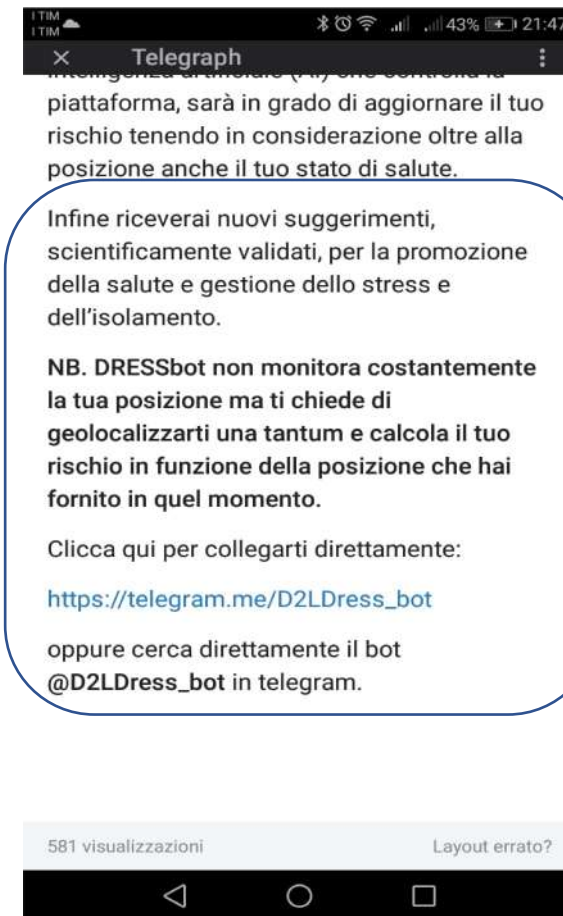 I TIM
I TIM
43% 21:47
Telegraph
piattaforma, sarà in grado di aggiornare il tuo
rischio tenendo in considerazione oltre alla
posizione anche il tuo stato di salute.
Infine riceverai nuovi suggerimenti,
scientificamente validati, per la promozione
della salute e gestione dello stress e
dell'isolamento.
NB. DRESSbot non monitora costantemente
la tua posizione ma ti chiede di
geolocalizzarti una tantum e calcola il tuo
rischio in funzione della posizione che hai
fornito in quel momento.
Clicca qui per collegarti direttamente:
https://telegram.me/D2LDress_bot
oppure cerca direttamente il bot
@D2LDress_bot in telegram.
581 visualizzazioni
Layout errato?